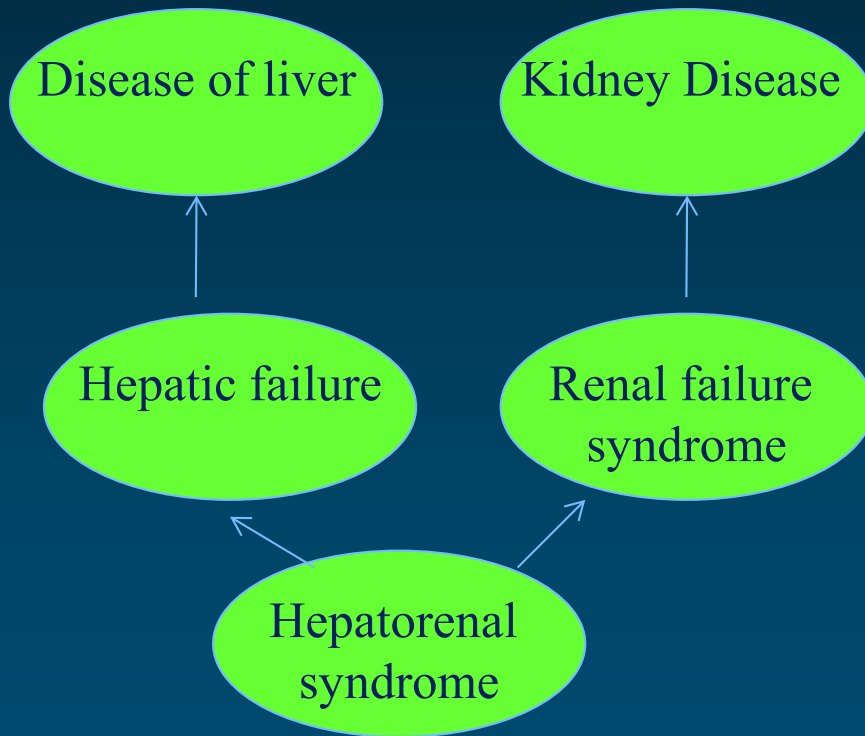 Disease of liver
Kidney Disease
Hepatic failure
Renal failure
syndrome
Hepatorenal
syndrome